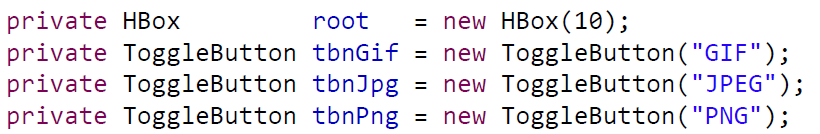 private HBox         root   = new HBox(10);
private ToggleButton tbnGif = new ToggleButton("GIF");
private ToggleButton tbnJpg = new ToggleButton("JPEG");
private ToggleButton tbnPng = new ToggleButton("PNG");